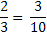 2/3 = 3/10